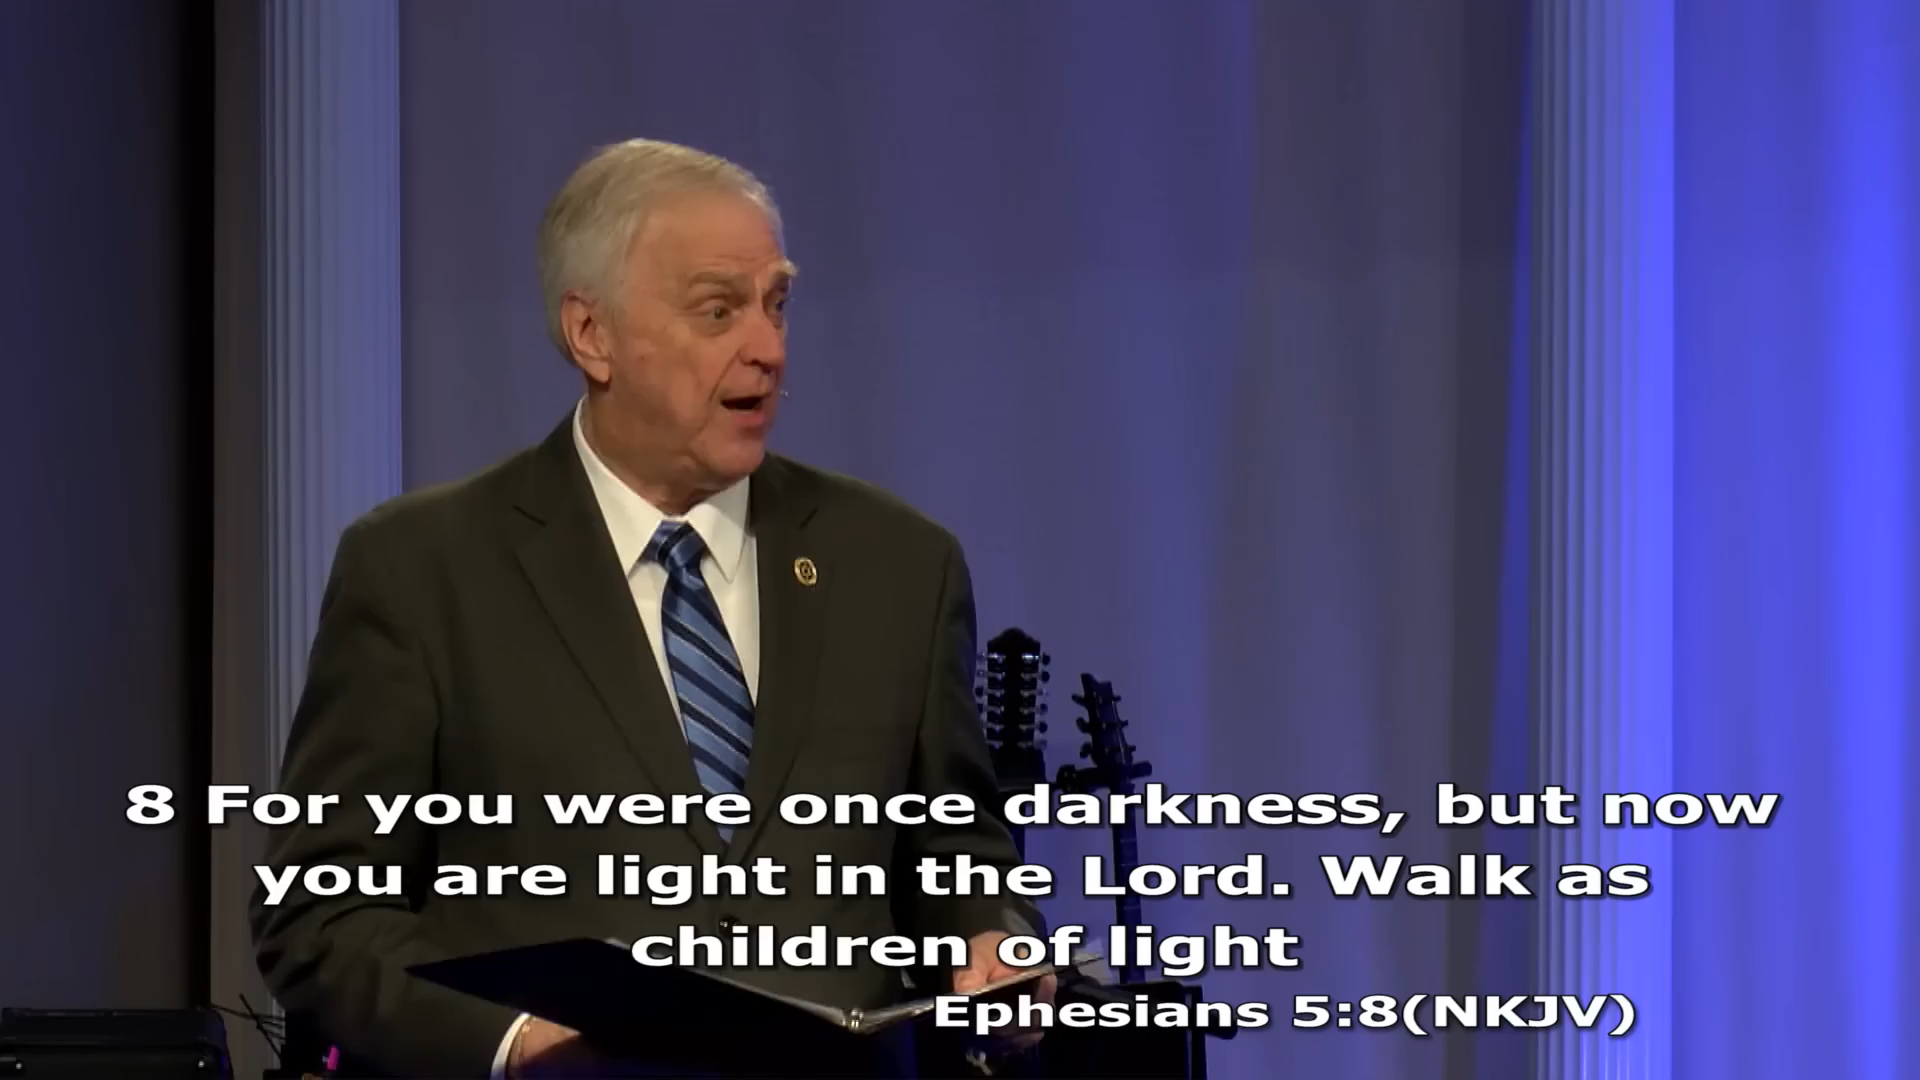 8 For you were once darkness, but now
you are light in the Lord. Walk as
children of light
Ephesians 5:8(NKJV)